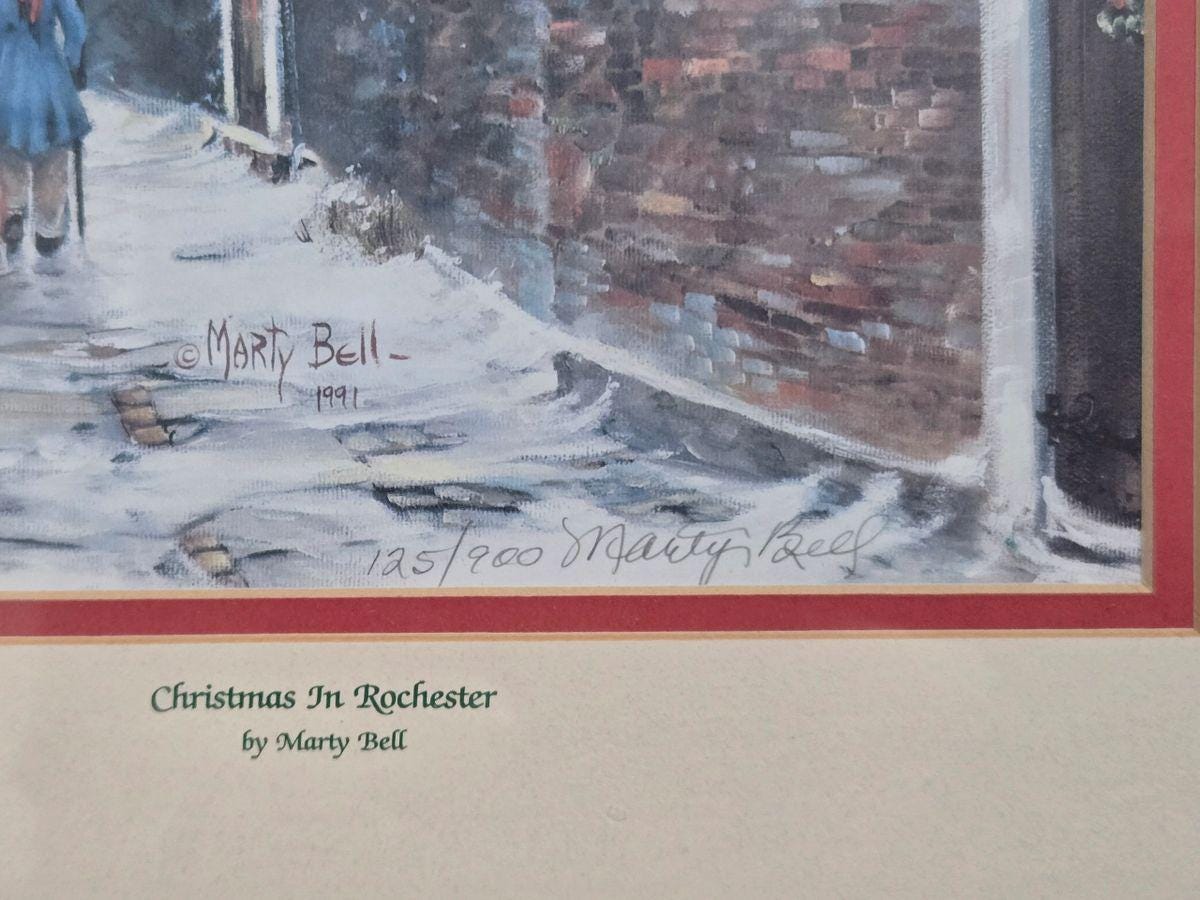 © Marty Bell –
1991
125/900 Marty Bell
Christmas In Rochester
by Marty Bell